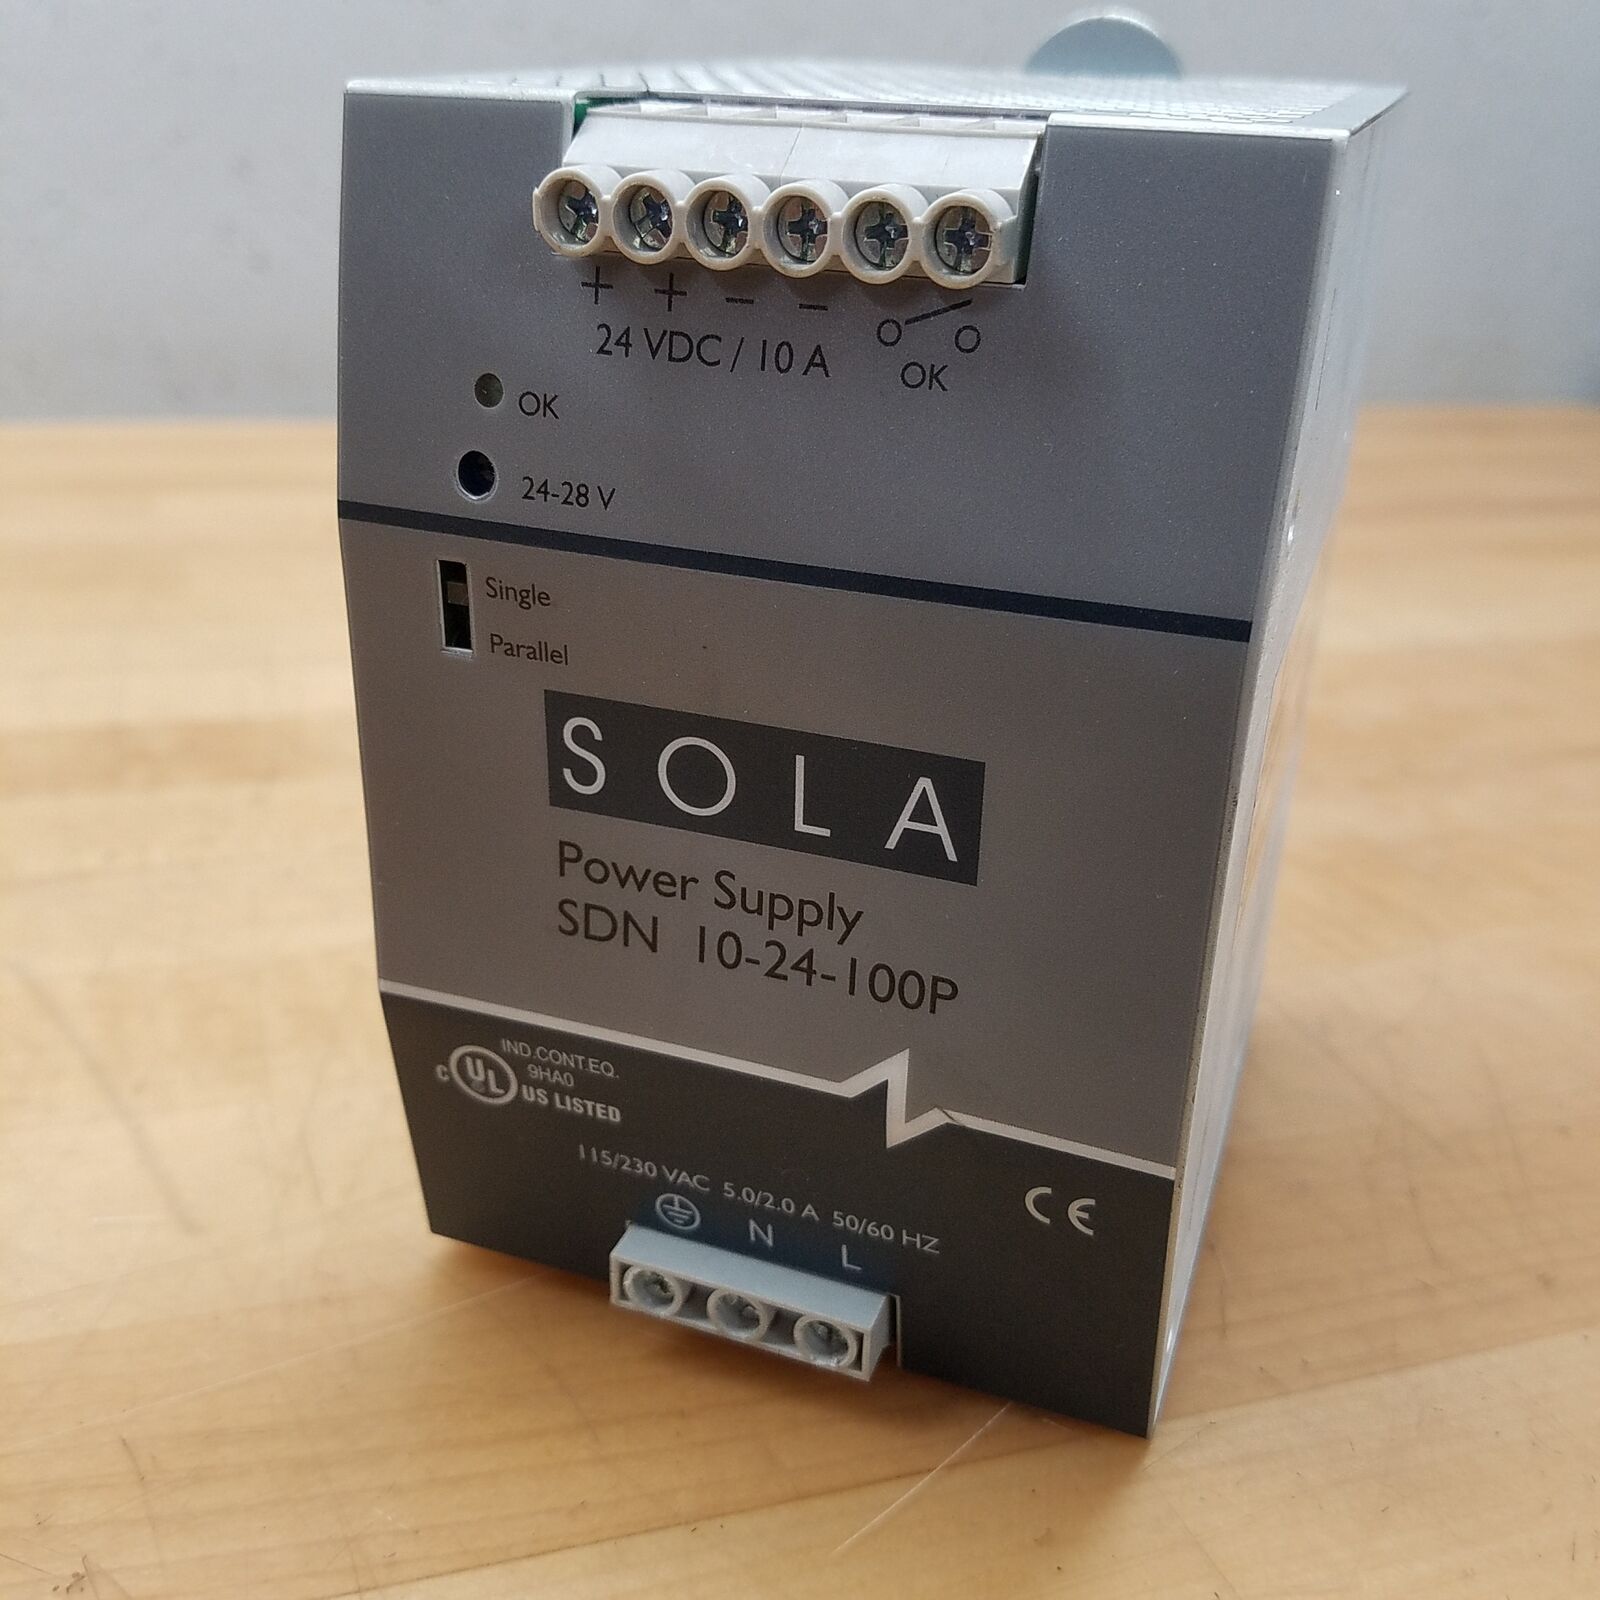 + + − −
24 VDC / 10 A
OK
OK
24-28 V
Single
Parallel
SOLA
Power Supply
SDN 10-24-100P
IND.CONT.EQ.
9HA0
C UL US LISTED
115/230 VAC 5.0/2.0 A 50/60 HZ
N L
CE